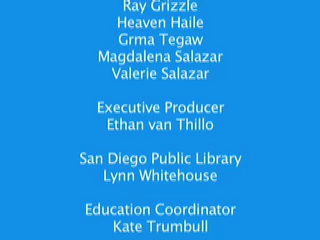 Ray Grizzle
Heaven Haile
Grma Tegaw
Magdalena Salazar
Valerie Salazar
Executive Producer
Ethan van Thillo
San Diego Public Library
Lynn Whitehouse
Education Coordinator
Kate Trumbull